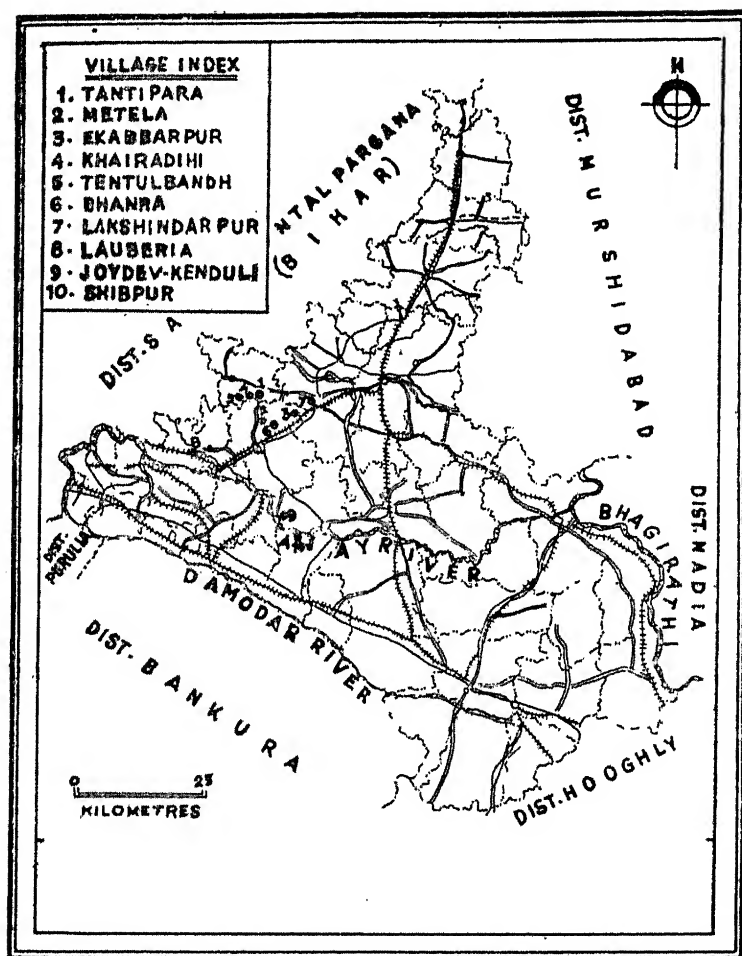 VILLAGE INDEX
1. TANTIPARA
2. METELA
3. EKABBARPUR
4. KHAIRADIHI
5. TENTULBANDH
6. BHANRA
7. LAKSHINDARPUR
8. LAUBERIA
9. JOYDEV-KENDULI
10. SHIBPUR
N
DIST. MURSHIDABAD
DIST. SA NTAL PARGANA
(BIHAR)
DIST. PURULIA
AJAY RIVER
BHAGIRATHI
DIST. NADIA
DAMODAR RIVER
DIST. BANKURA
DIST. HOOGHLY
0 25
KILOMETRES